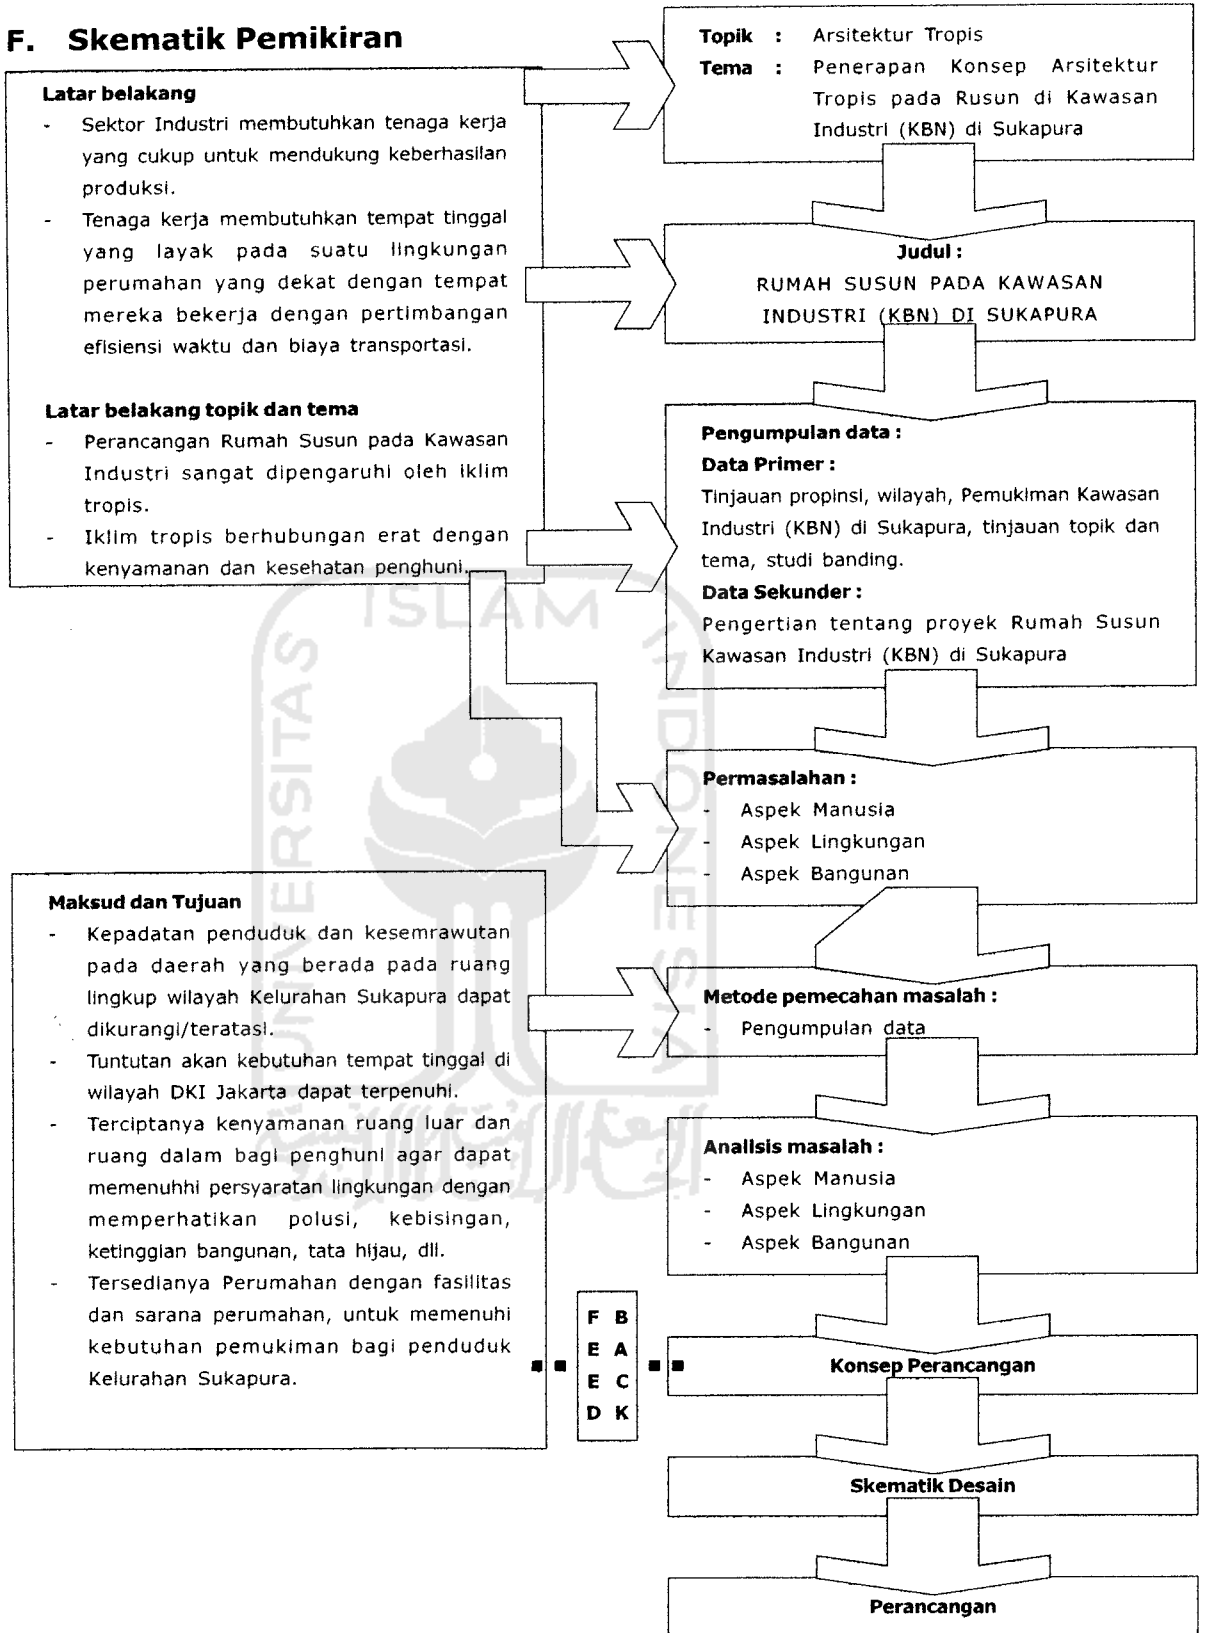 F. Skematik Pemikiran
Latar belakang
- Sektor Industri membutuhkan tenaga kerja
yang cukup untuk mendukung keberhasilan
produksi.
- Tenaga kerja membutuhkan tempat tinggal
yang layak pada suatu lingkungan
perumahan yang dekat dengan tempat
mereka bekerja dengan pertimbangan
efisiensi waktu dan biaya transportasi.
Latar belakang topik dan tema
- Perancangan Rumah Susun pada Kawasan
Industri sangat dipengaruhi oleh iklim
tropis.
- Iklim tropis berhubungan erat dengan
kenyamanan dan kesehatan penghuni.
Maksud dan Tujuan
- Kepadatan penduduk dan kesemrawutan
pada daerah yang berada pada ruang
lingkup wilayah Kelurahan Sukapura dapat
dikurangi/teratasi.
- Tuntutan akan kebutuhan tempat tinggal di
wilayah DKI Jakarta dapat terpenuhi.
- Terciptanya kenyamanan ruang luar dan
ruang dalam bagi penghuni agar dapat
memenuhhi persyaratan lingkungan dengan
memperhatikan polusi, kebisingan,
ketinggian bangunan, tata hijau, dll.
- Tersedianya Perumahan dengan fasilitas
dan sarana perumahan, untuk memenuhi
kebutuhan pemukiman bagi penduduk
Kelurahan Sukapura.
FEED
BACK
Topik : Arsitektur Tropis
Tema : Penerapan Konsep Arsitektur
Tropis pada Rusun di Kawasan
Industri (KBN) di Sukapura
Judul :
RUMAH SUSUN PADA KAWASAN
INDUSTRI (KBN) DI SUKAPURA
Pengumpulan data :
Data Primer :
Tinjauan propinsi, wilayah, Pemukiman Kawasan
Industri (KBN) di Sukapura, tinjauan topik dan
tema, studi banding.
Data Sekunder :
Pengertian tentang proyek Rumah Susun
Kawasan Industri (KBN) di Sukapura
Permasalahan :
- Aspek Manusia
- Aspek Lingkungan
- Aspek Bangunan
Metode pemecahan masalah :
- Pengumpulan data
Analisis masalah :
- Aspek Manusia
- Aspek Lingkungan
- Aspek Bangunan
Konsep Perancangan
Skematik Desain
Perancangan
UNIVERSITAS
ISLAM
INDONESIA